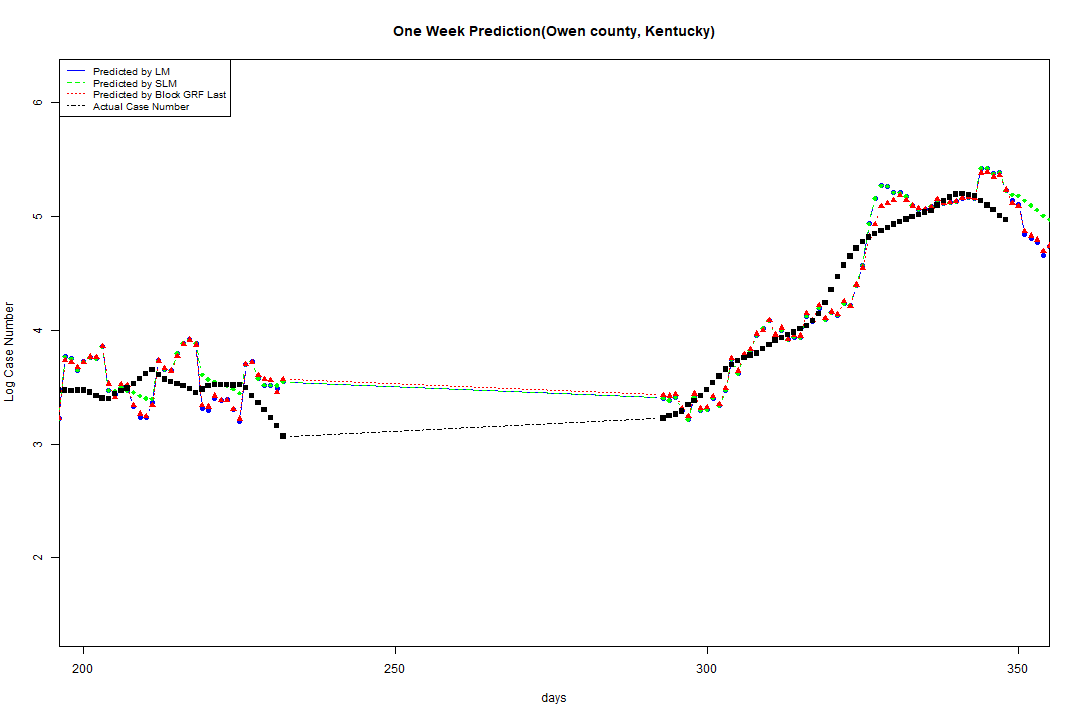 One Week Prediction(Owen county, Kentucky)
Predicted by LM
Predicted by SLM
Predicted by Block GRF Last
Actual Case Number
6
5
4
3
2
Log Case Number
200 250 300 350
days